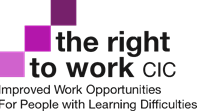 the right
to work CIC
Improved Work Opportunities
For People with Learning Difficulties